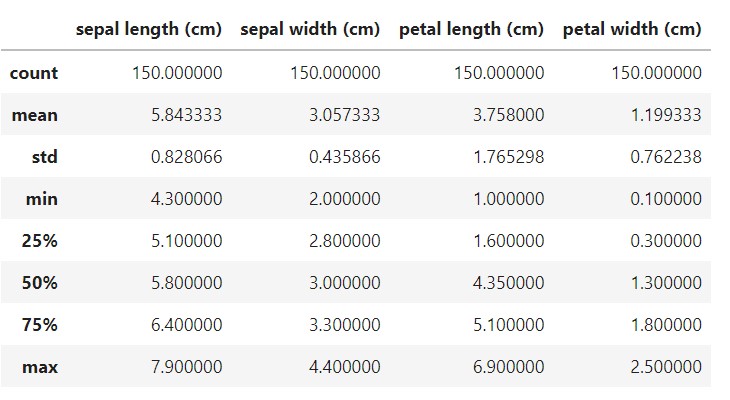 sepal length (cm) sepal width (cm) petal length (cm) petal width (cm)
count 150.000000 150.000000 150.000000 150.000000
mean 5.843333 3.057333 3.758000 1.199333
std 0.828066 0.435866 1.765298 0.762238
min 4.300000 2.000000 1.000000 0.100000
25% 5.100000 2.800000 1.600000 0.300000
50% 5.800000 3.000000 4.350000 1.300000
75% 6.400000 3.300000 5.100000 1.800000
max 7.900000 4.400000 6.900000 2.500000